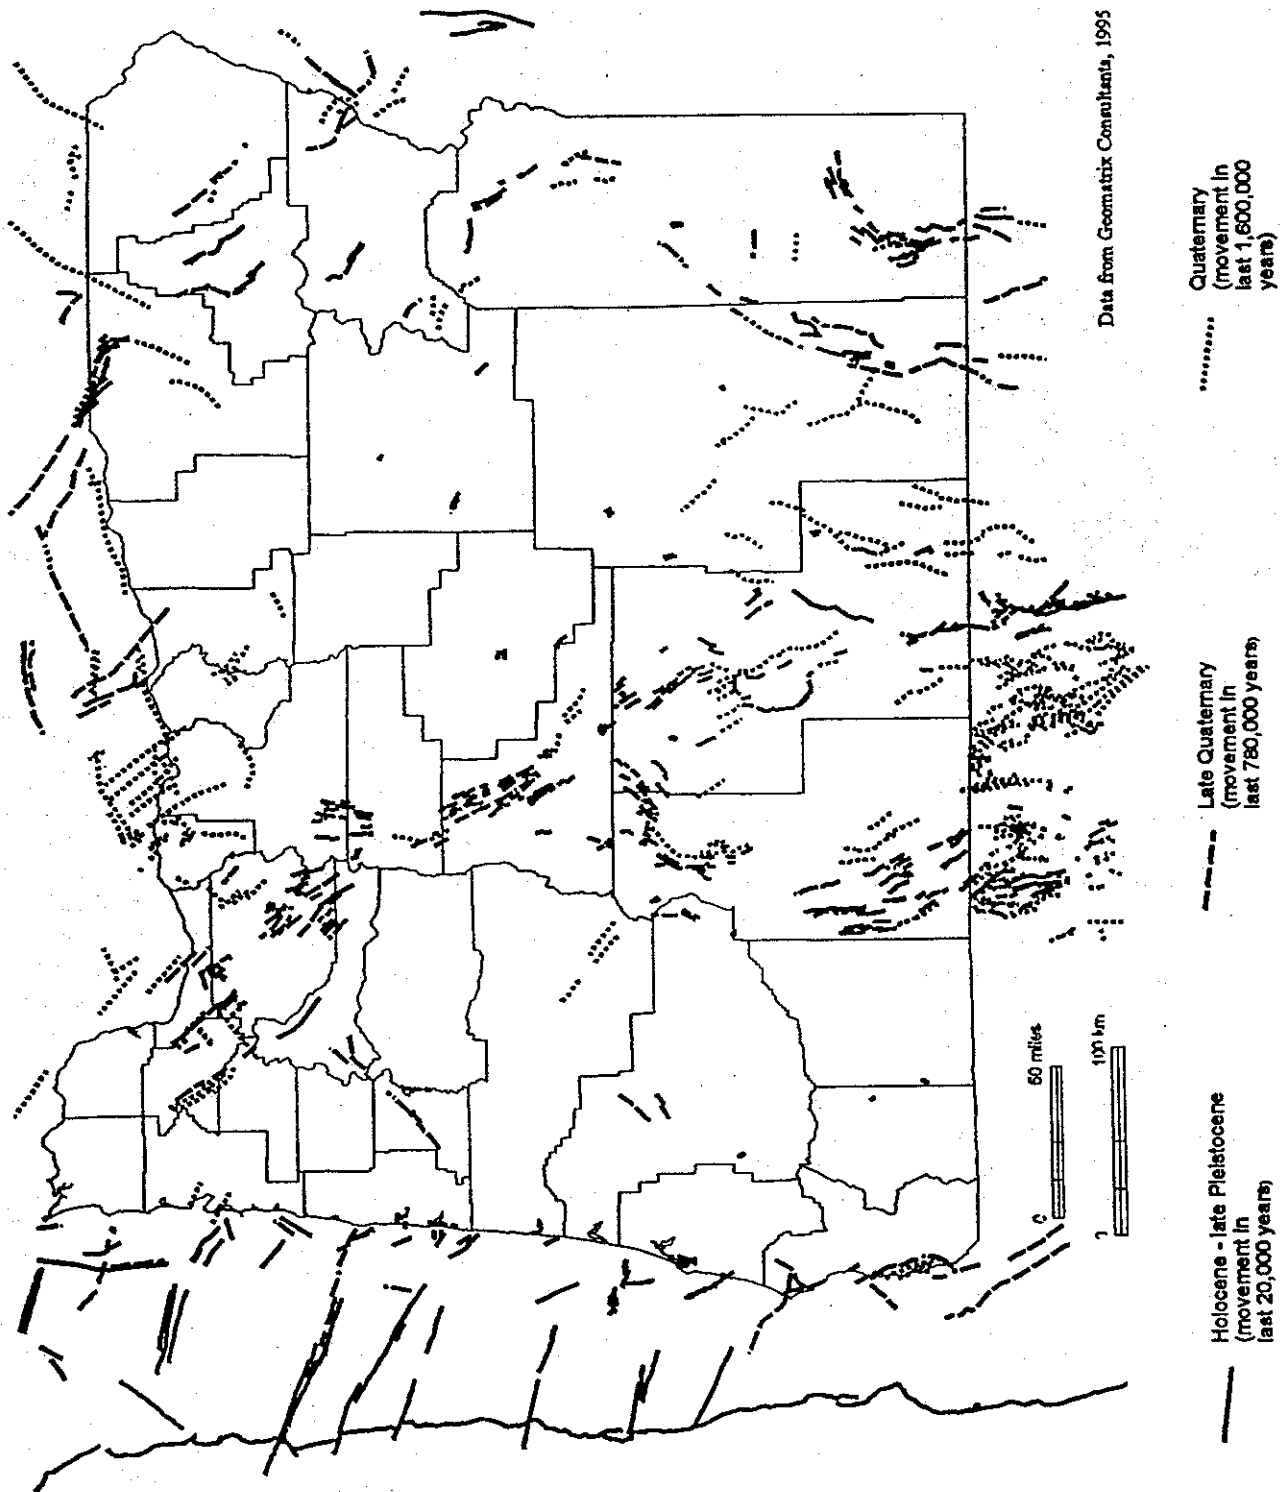 Data from Geomatrix Consultants, 1995
0 50 miles
0 100 km
Holocene - late Pleistocene
(movement in
last 20,000 years)
Late Quaternary
(movement in
last 780,000 years)
Quaternary
(movement in
last 1,600,000
years)